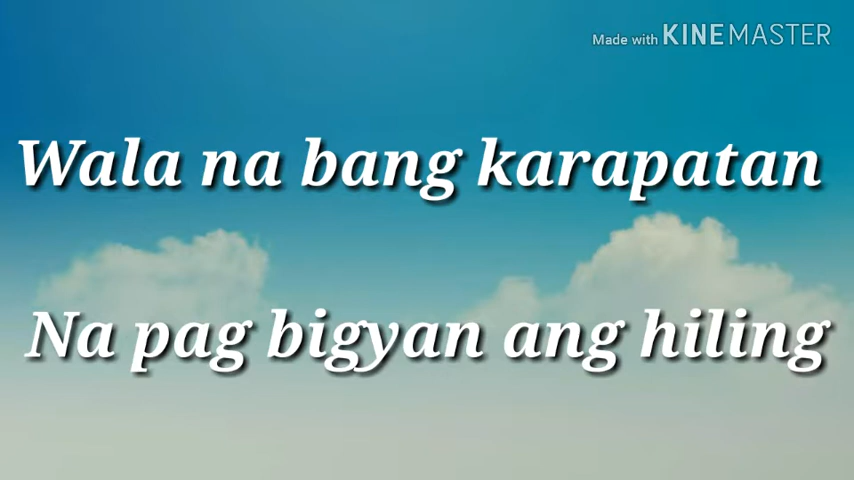 Made with KINEMASTER
Wala na bang karapatan
Na pag bigyan ang hiling